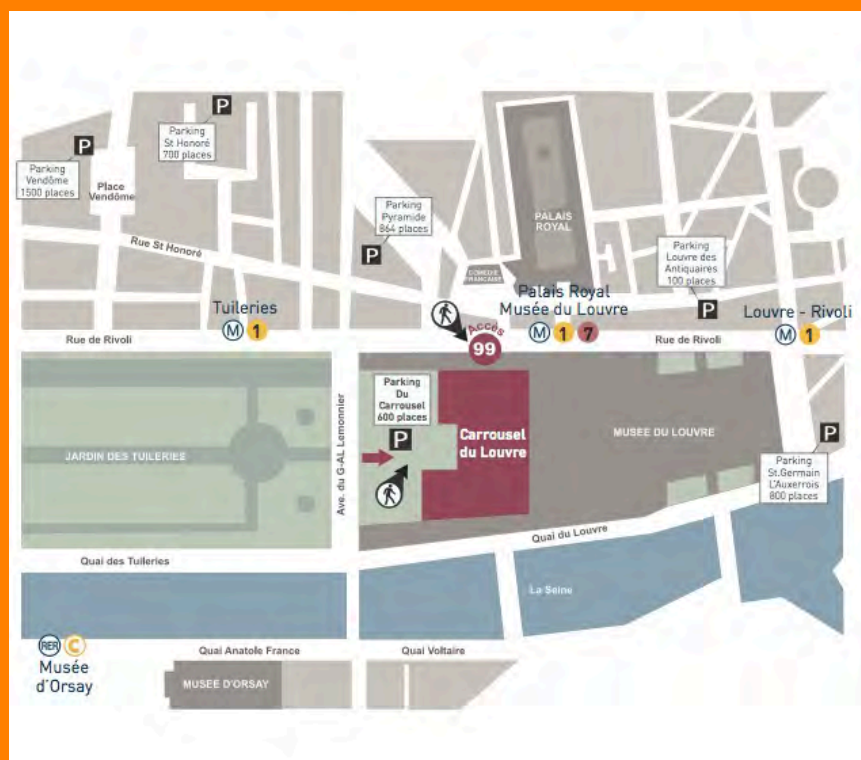 P
Parking
St Honoré
700 places
P
Parking
Vendôme
1500 places
Place
Vendôme
Parking
Pyramide
864 places
P
PALAIS
ROYAL
Rue St Honoré
Parking
Louvre des
Antiquaires
100 places
P
COMÉDIE
FRANÇAISE
Tuileries
M 1
Palais Royal
Musée du Louvre
M 1 7
Louvre - Rivoli
M 1
Accès
99
Rue de Rivoli
Rue de Rivoli
Parking
Du
Carrousel
600 places
P
Carrousel
du Louvre
MUSEE DU LOUVRE
P
Parking
St.Germain
L'Auxerrois
800 places
JARDIN DES TUILERIES
Ave. du G-AL Lemonnier
Quai du Louvre
Quai des Tuileries
La Seine
RER C
Musée
d'Orsay
Quai Anatole France
Quai Voltaire
MUSEE D'ORSAY